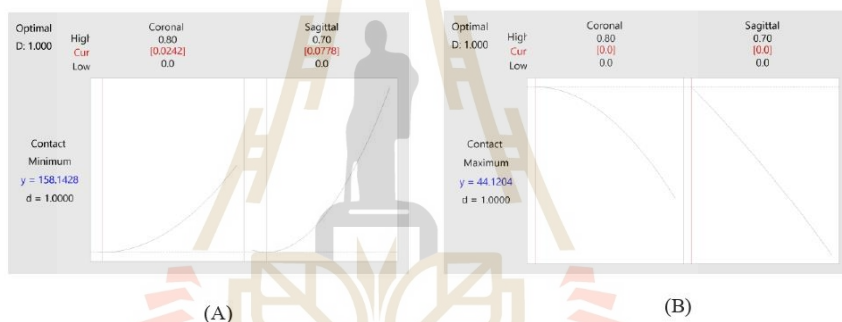 Optimal
D: 1.000
High
Cur
Low
Coronal
0.80
[0.0242]
0.0
Sagittal
0.70
[0.0778]
0.0
Contact
Minimum
y = 158.1428
d = 1.0000
(A)
Optimal
D: 1.000
High
Cur
Low
Coronal
0.80
[0.0]
0.0
Sagittal
0.70
[0.0]
0.0
Contact
Maximum
y = 44.1204
d = 1.0000
(B)